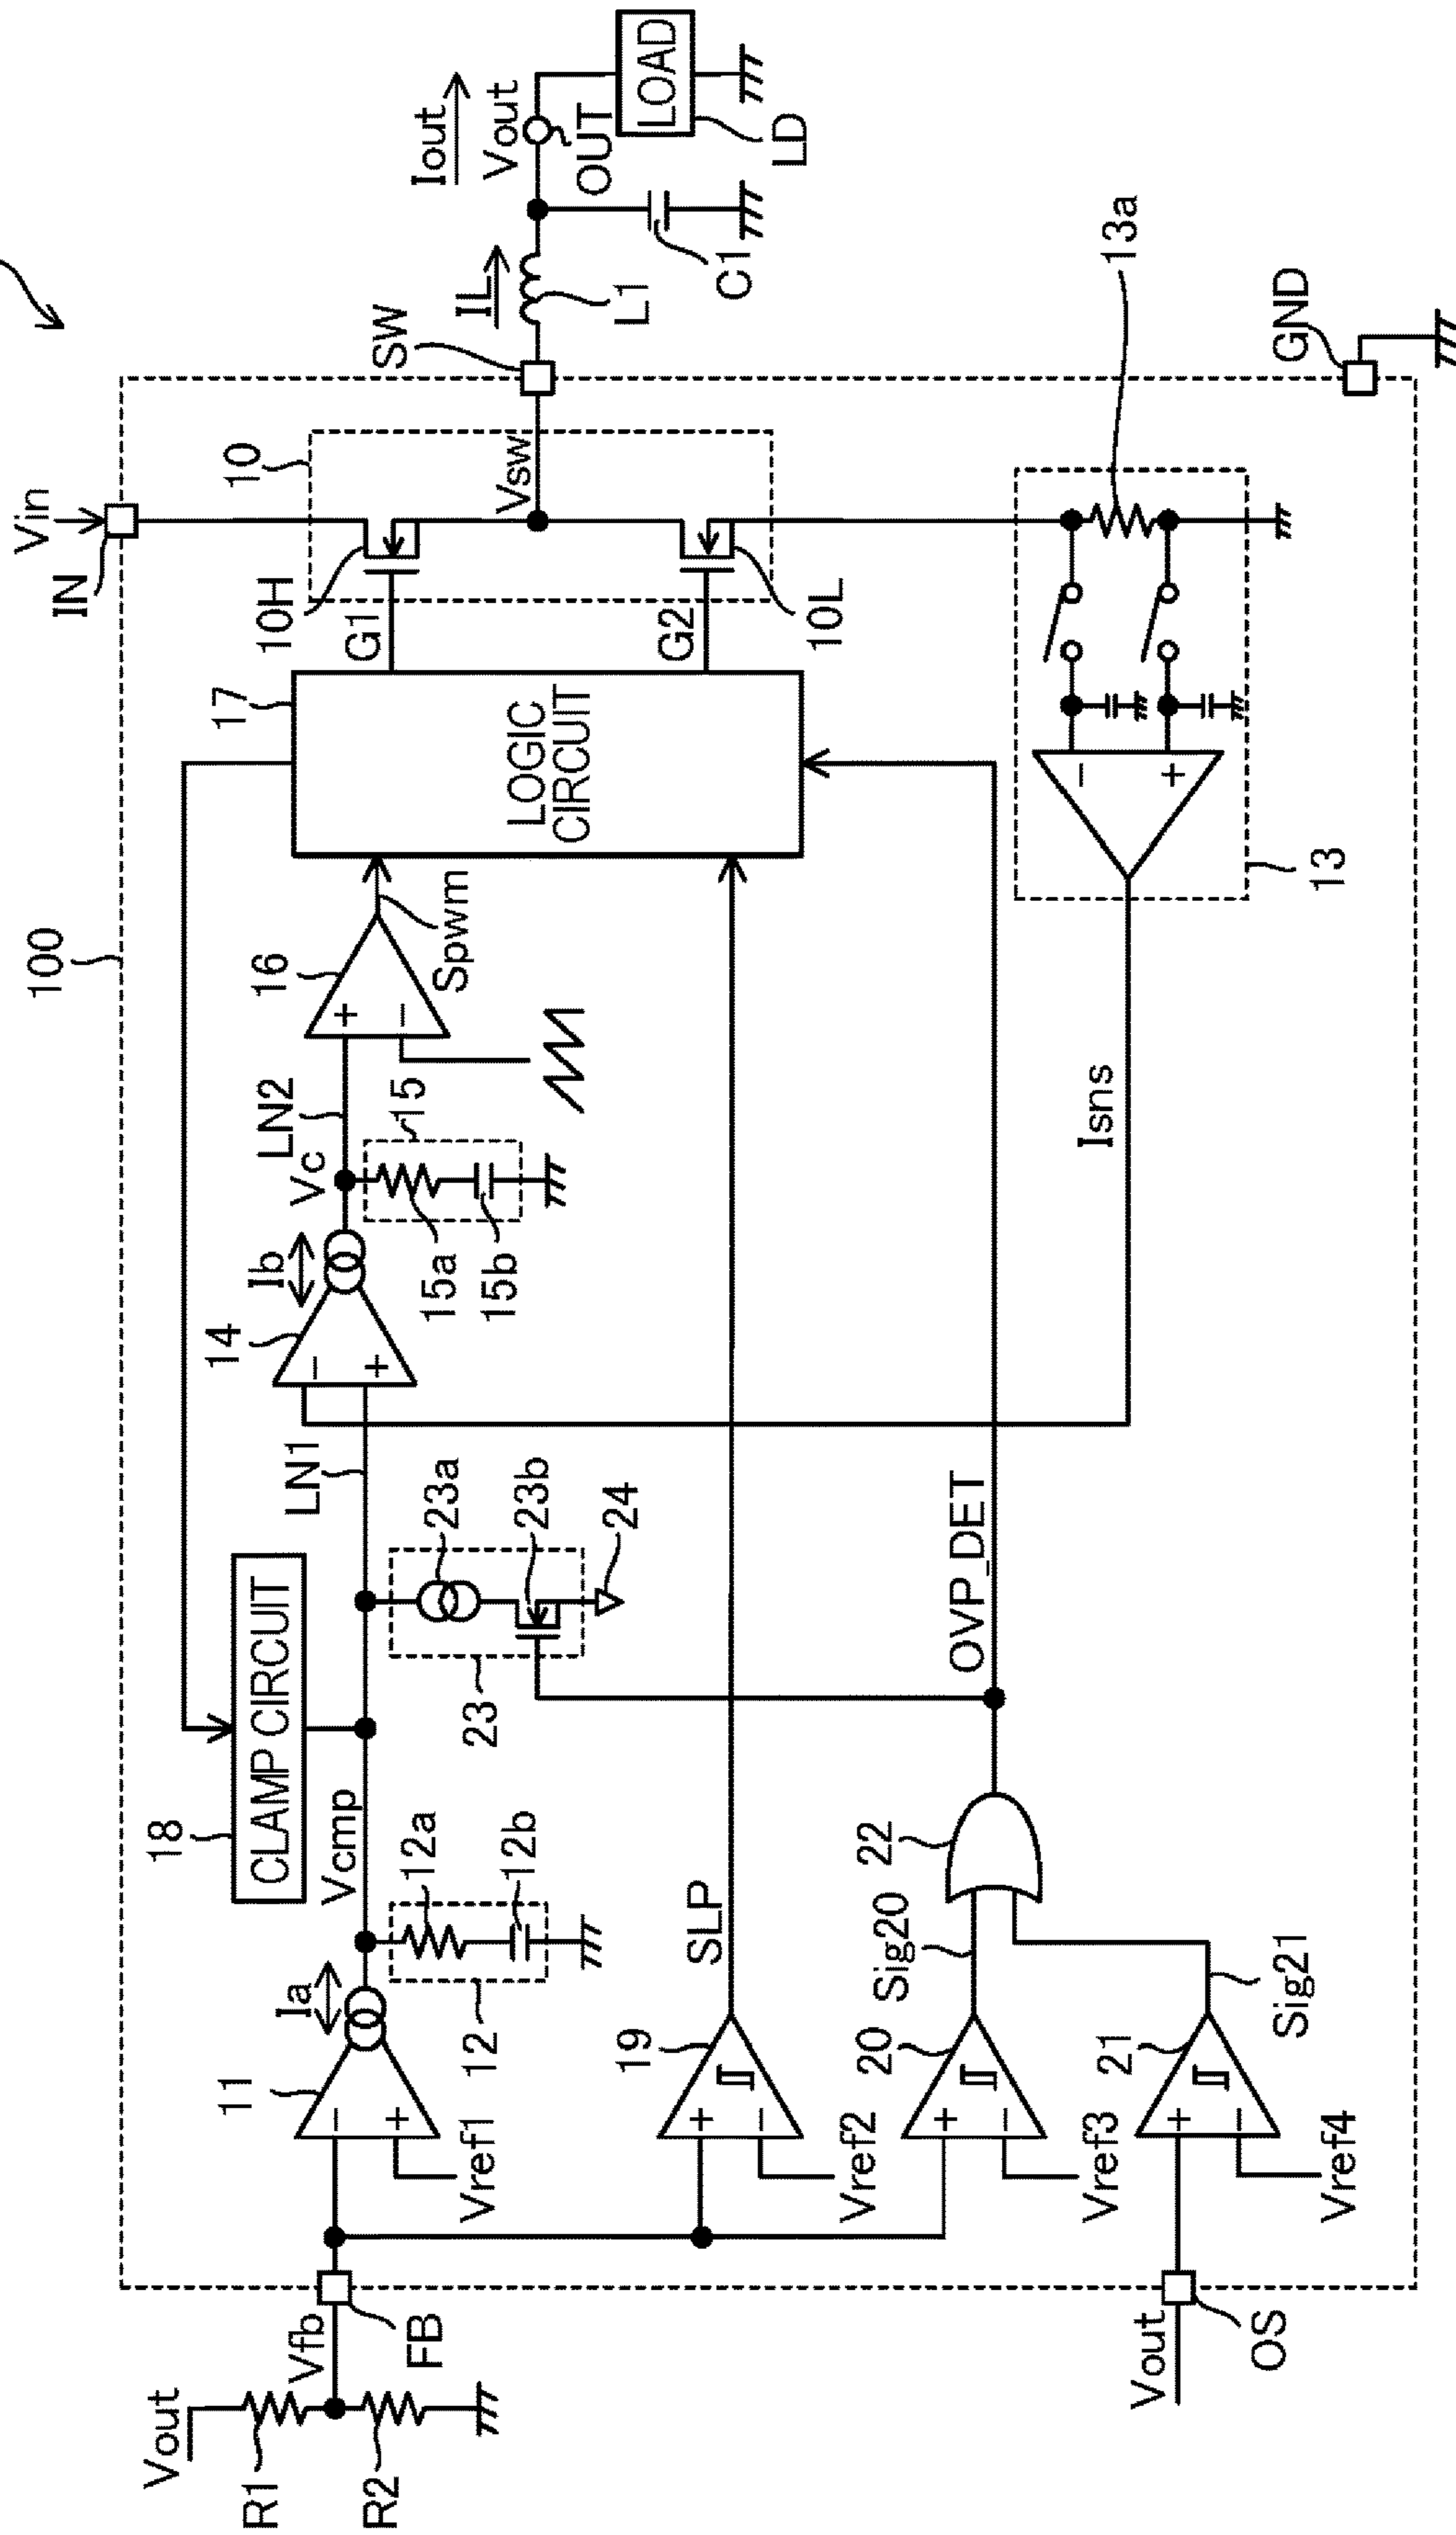 100
Vin
IN
10
10H
G1
G2
10L
Vsw
SW
IL
L1
C1
Iout
Vout
OUT
LOAD
LD
GND
17
LOGIC
CIRCUIT
18
CLAMP CIRCUIT
Vout
R1
R2
Vfb
FB
11
−
+
Vref1
Ia
Vcmp
12
12a
12b
LN1
23
23a
23b
24
14
−
+
Ib
Vc
LN2
15
15a
15b
16
+
−
Spwm
19
+
−
Vref2
SLP
20
+
−
Vref3
Sig20
22
OVP_DET
Vout
OS
21
+
−
Vref4
Sig21
Isns
13
13a
−
+